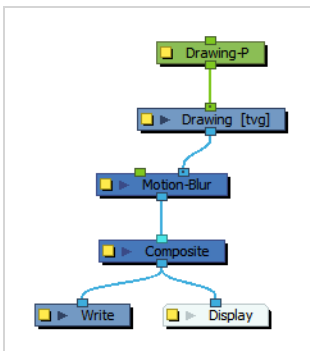 Drawing-P
Drawing [tvg]
Motion-Blur
Composite
Write
Display